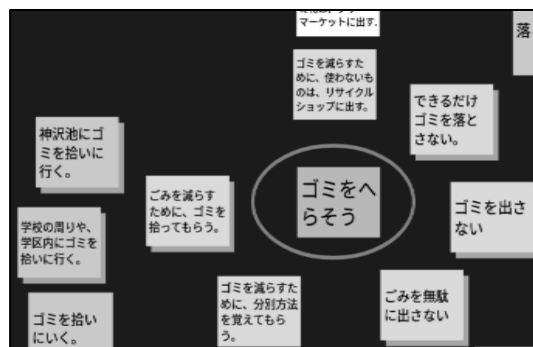 マーケットに出す.
落
ゴミを減らすた
めに、使わないも
のは、リサイクル
ショップに出す。
できるだけ
ゴミを落と
さない。
神沢池にゴ
ミを拾いに
行く。
ごみを減らす
ために、ゴミを
拾ってもらう。
ゴミをへ
らそう
ゴミを出さ
ない
学校の周りや、
学区内にゴミを
拾いに行く。
ゴミを減らすた
めに、分別方法
を覚えてもら
う。
ごみを無駄
に出さない
ゴミを拾い
にいく。